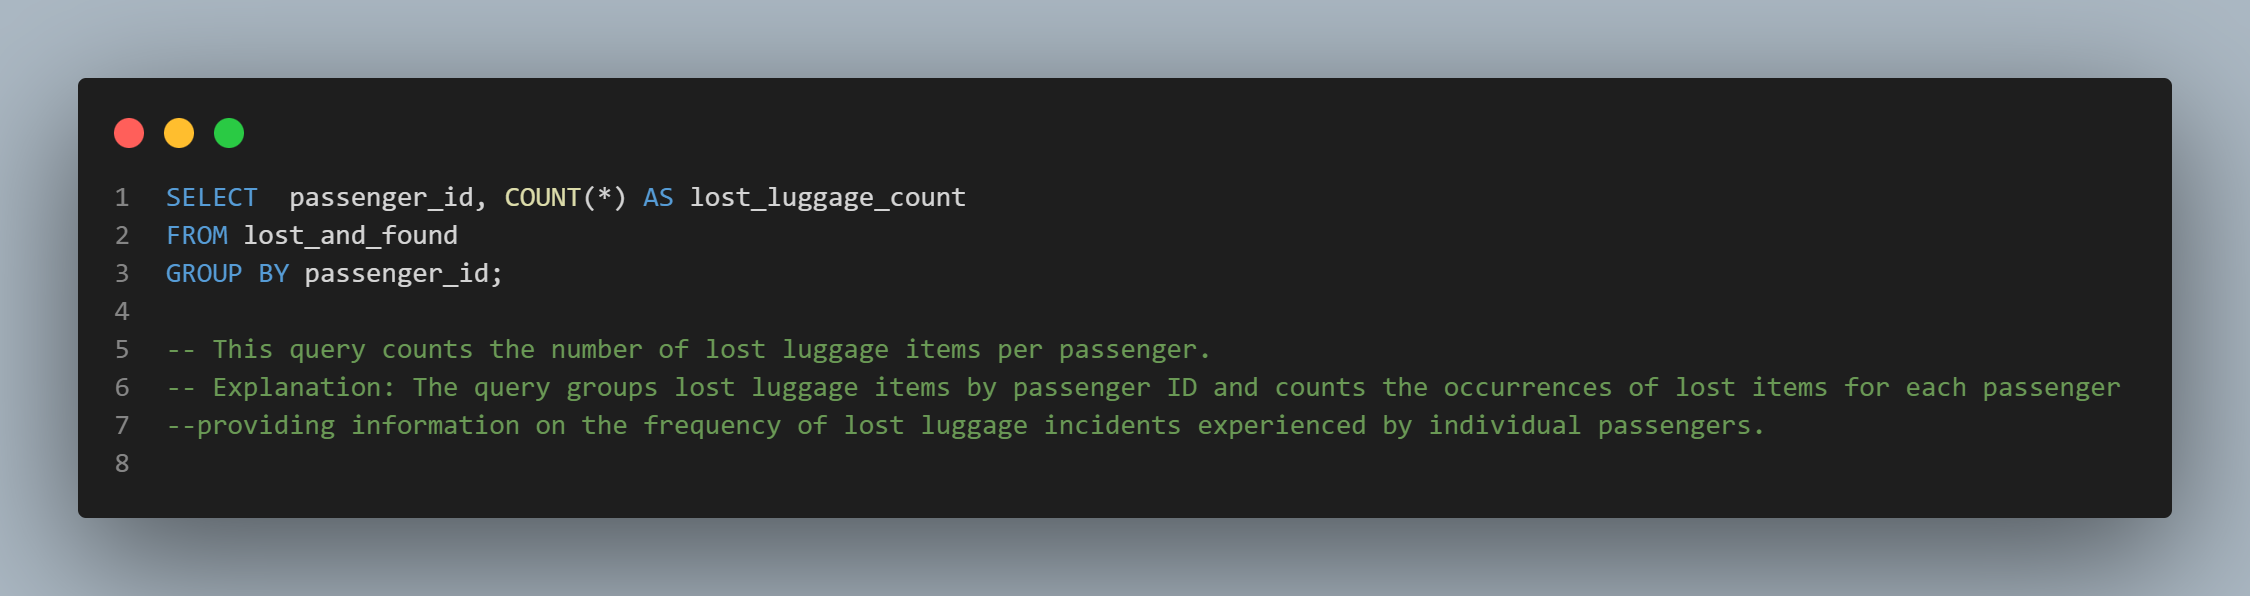 1 SELECT  passenger_id, COUNT(*) AS lost_luggage_count
2 FROM lost_and_found
3 GROUP BY passenger_id;
4
5 -- This query counts the number of lost luggage items per passenger.
6 -- Explanation: The query groups lost luggage items by passenger ID and counts the occurrences of lost items for each passenger
7 --providing information on the frequency of lost luggage incidents experienced by individual passengers.
8